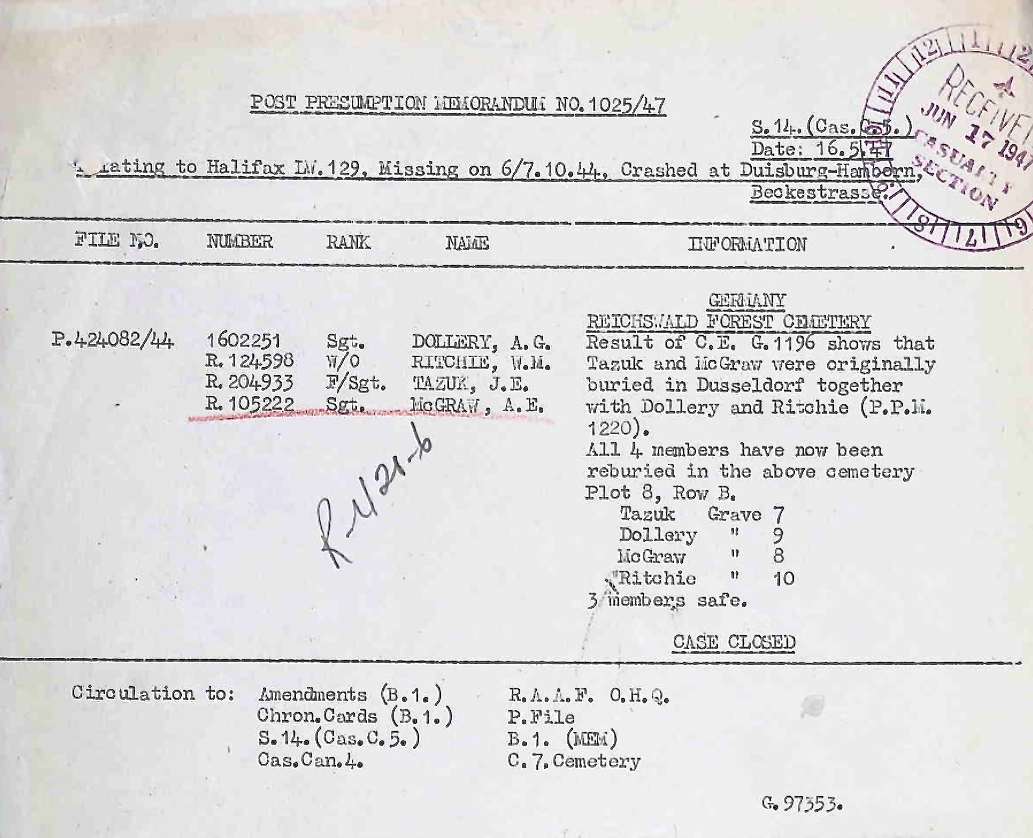 POST PRESUMPTION MEMORANDUM NO.1025/47
S.14.(Cas. 5.)
Date: 16.5.47
ating to Halifax LW.129, Missing on 6/7.10.44, Crashed at Duisburg-Hamborn,
Beckestrasse.
RECEIVED
JUN 17 1947
CASUALTY
SECTION
FILE NO. NUMBER RANK NAME INFORMATION
GERMANY
REICHSWALD FOREST CEMETERY
P.424082/44 1602251 Sgt. DOLLERY, A.G. Result of C.E. G.1196 shows that
R.124598 W/O RITCHIE, W.M. Tazuk and McGraw were originally
R.204933 F/Sgt. TAZUK, J.E. buried in Dusseldorf together
R.105222 Sgt. McGRAW, A.E. with Dollery and Ritchie (P.P.M.
1220).
All 4 members have now been
reburied in the above cemetery
Plot 8, Row B.
Tazuk Grave 7
Dollery " 9
McGraw " 8
Ritchie " 10
3 members safe.
CASE CLOSED
Circulation to: Amendments (B.1.) R.A.A.F. O.H.Q.
Chron.Cards (B.1.) P.File
S.14.(Cas.C.5.) B.1. (MEM)
Cas.Can.4. C.7.Cemetery
G.97353.